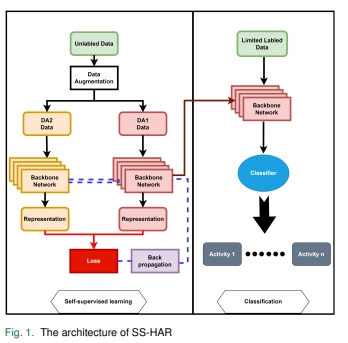 Unlabled Data
Data
Augmentation
DA2
Data
DA1
Data
Backbone
Network
Backbone
Network
Representation
Representation
Loss
Back
propagation
Self-supervised learning
Limited Labled
Data
Backbone
Network
Classifier
Activity 1
Activity n
Classification
Fig. 1. The architecture of SS-HAR